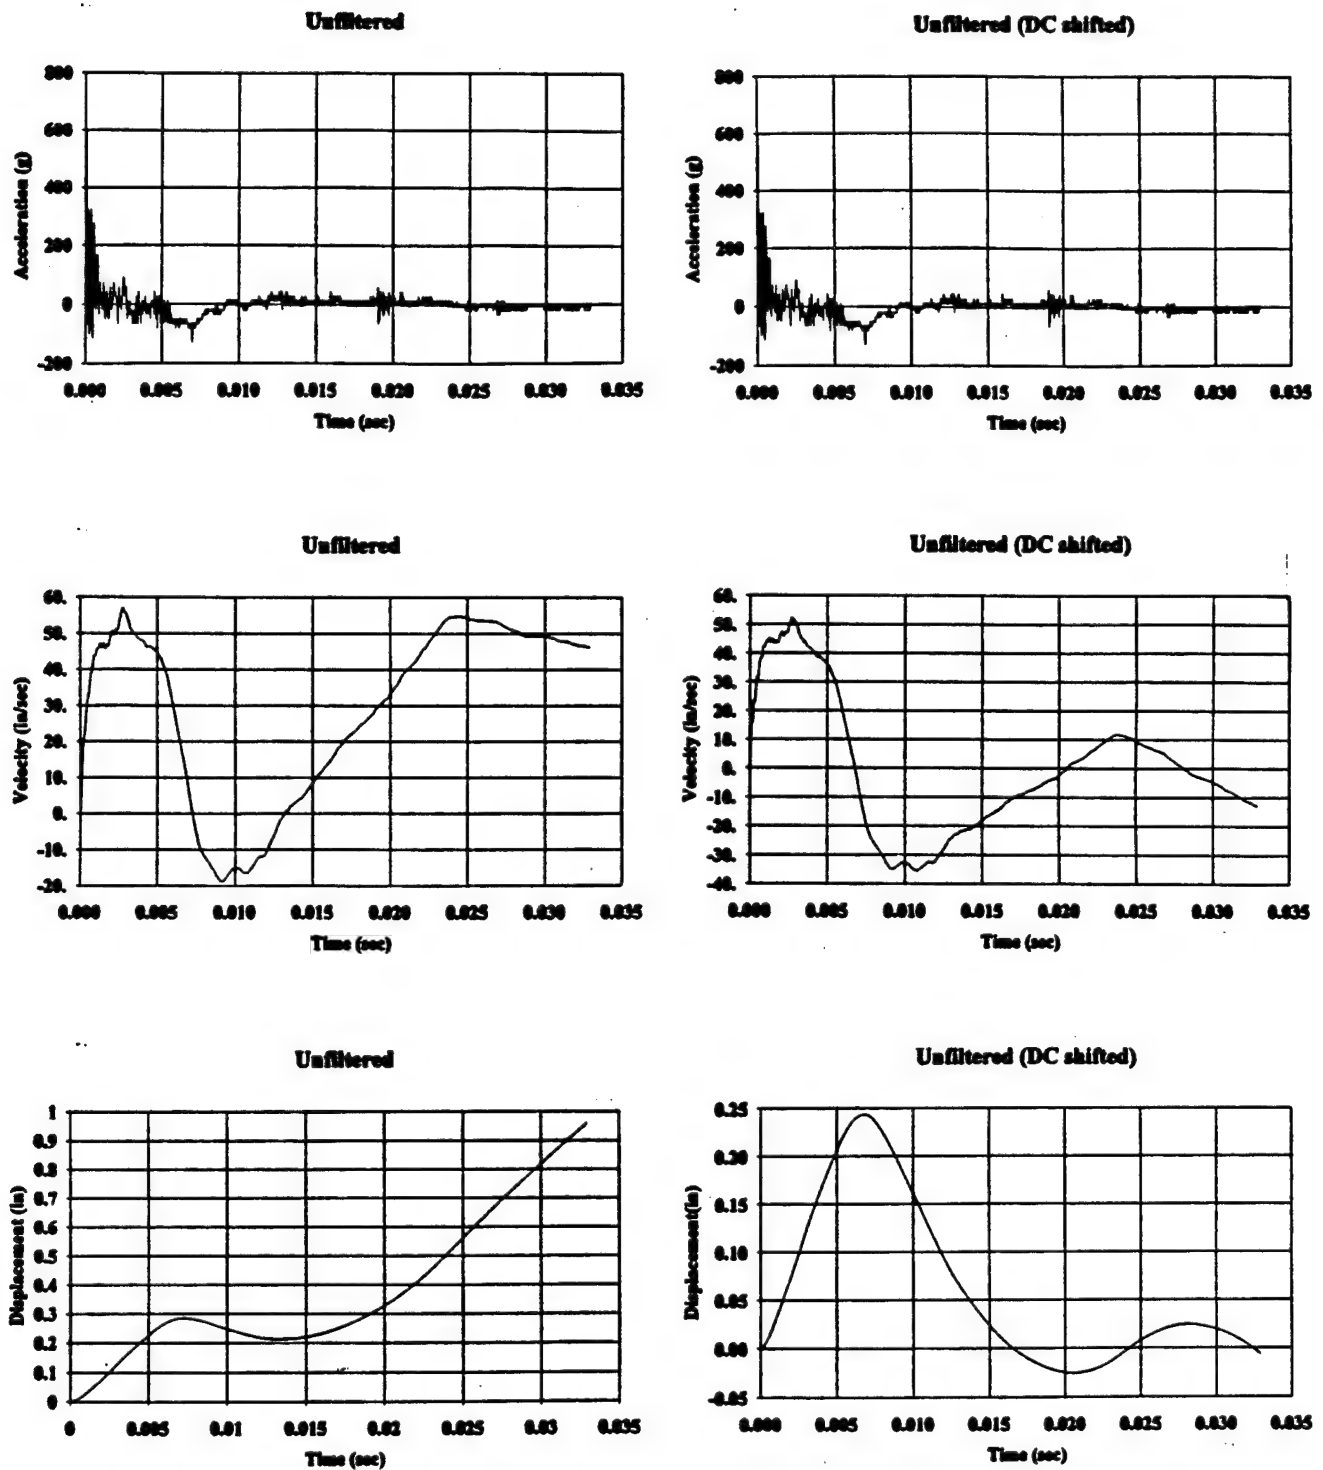 Unfiltered
Acceleration (g)
800
600
400
200
0
-200
0.000 0.005 0.010 0.015 0.020 0.025 0.030 0.035
Time (sec)
Unfiltered (DC shifted)
Acceleration (g)
800
600
400
200
0
-200
0.000 0.005 0.010 0.015 0.020 0.025 0.030 0.035
Time (sec)
Unfiltered
Velocity (in/sec)
60.
50.
40.
30.
20.
10.
0.
-10.
-20.
0.000 0.005 0.010 0.015 0.020 0.025 0.030 0.035
Time (sec)
Unfiltered (DC shifted)
Velocity (in/sec)
60.
50.
40.
30.
20.
10.
0.
-10.
-20.
-30.
-40.
0.000 0.005 0.010 0.015 0.020 0.025 0.030 0.035
Time (sec)
Unfiltered
Displacement (in)
1
0.9
0.8
0.7
0.6
0.5
0.4
0.3
0.2
0.1
0
0 0.005 0.01 0.015 0.02 0.025 0.03 0.035
Time (sec)
Unfiltered (DC shifted)
Displacement(in)
0.25
0.20
0.15
0.10
0.05
0.00
-0.05
0.000 0.005 0.010 0.015 0.020 0.025 0.030 0.035
Time (sec)